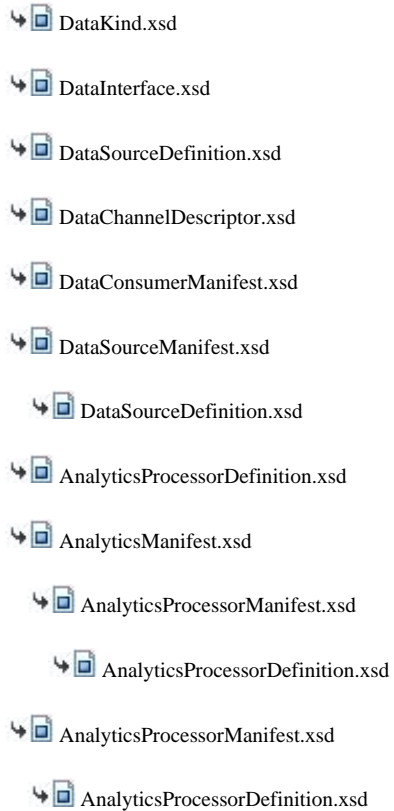 DataKind.xsd
DataInterface.xsd
DataSourceDefinition.xsd
DataChannelDescriptor.xsd
DataConsumerManifest.xsd
DataSourceManifest.xsd
DataSourceDefinition.xsd
AnalyticsProcessorDefinition.xsd
AnalyticsManifest.xsd
AnalyticsProcessorManifest.xsd
AnalyticsProcessorDefinition.xsd
AnalyticsProcessorManifest.xsd
AnalyticsProcessorDefinition.xsd